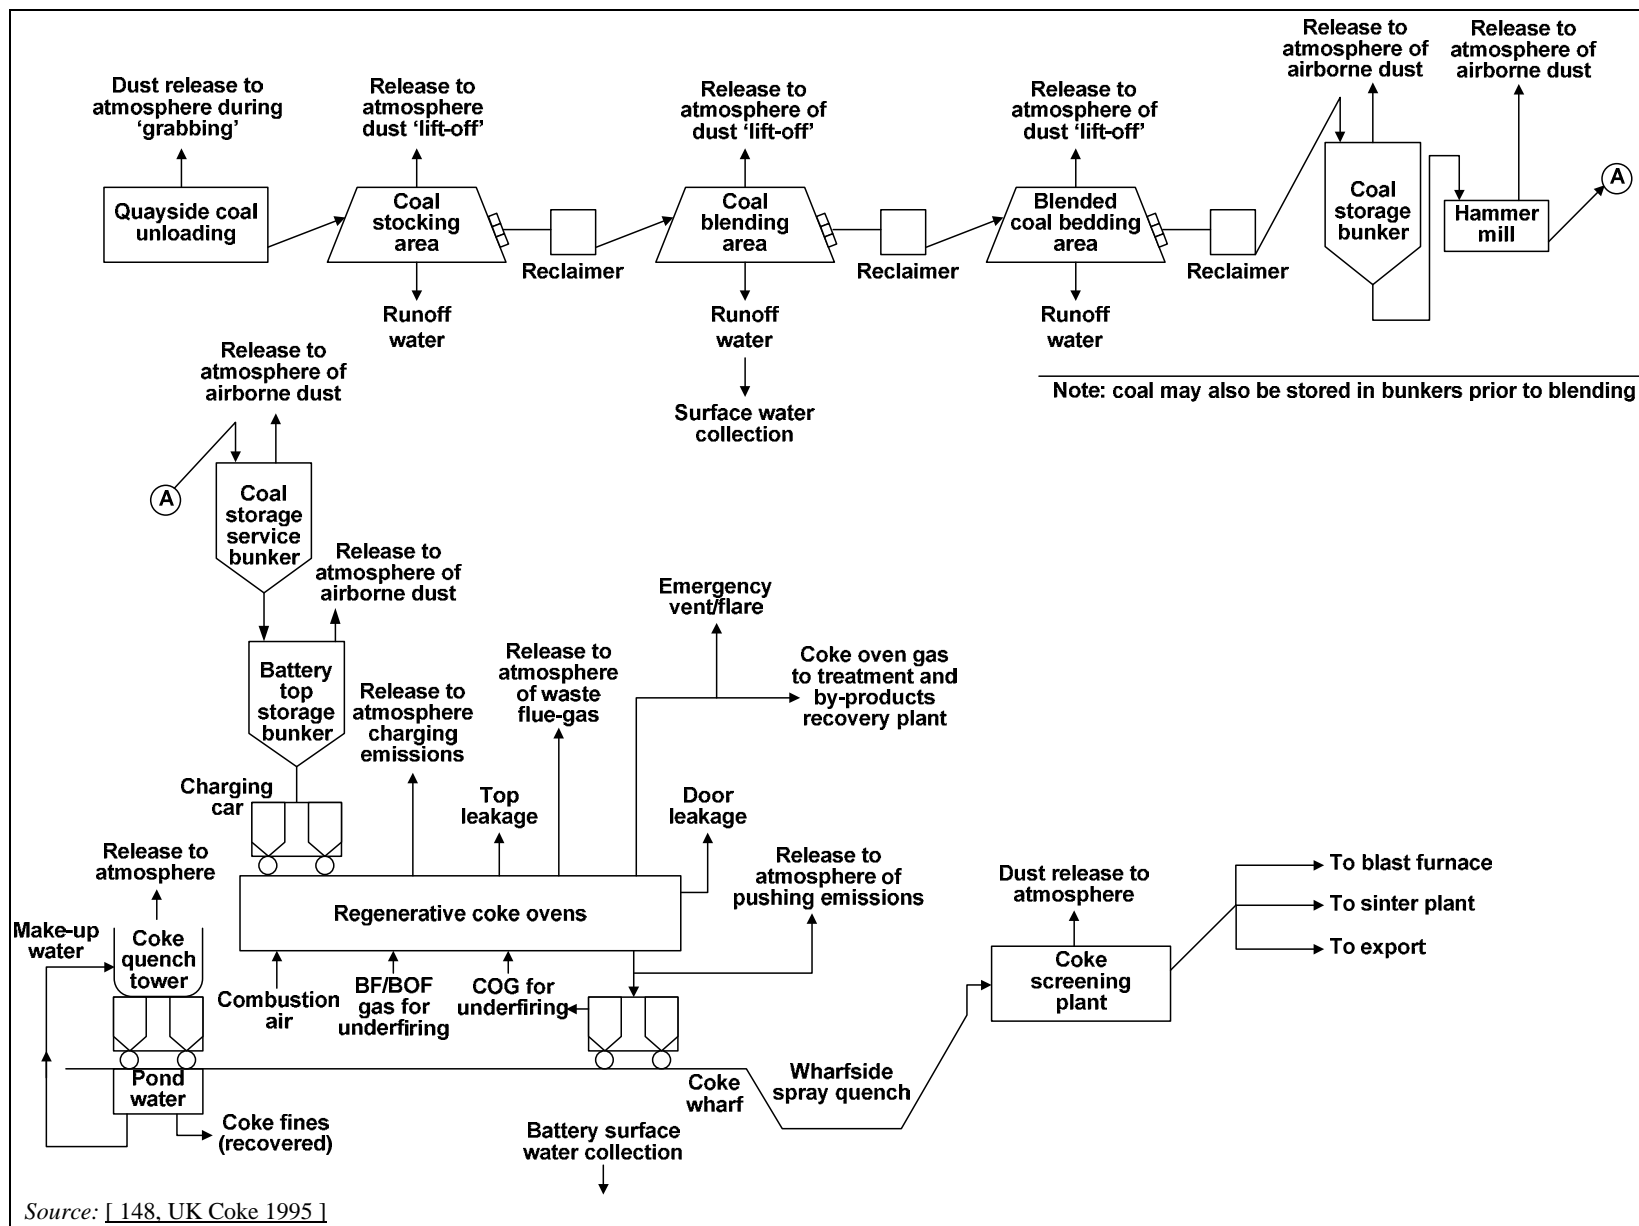 Dust release to
atmosphere during
‘grabbing’
Release to
atmosphere
dust ‘lift-off’
Release to
atmosphere of
dust ‘lift-off’
Release to
atmosphere of
dust ‘lift-off’
Release to
atmosphere of
airborne dust
Release to
atmosphere of
airborne dust
Quayside coal
unloading
Coal
stocking
area
Reclaimer
Coal
blending
area
Reclaimer
Blended
coal bedding
area
Reclaimer
Coal
storage
bunker
Hammer
mill
A
Runoff
water
Runoff
water
Runoff
water
Surface water
collection
Note: coal may also be stored in bunkers prior to blending
Release to
atmosphere of
airborne dust
A
Coal
storage
service
bunker
Release to
atmosphere of
airborne dust
Battery
top
storage
bunker
Charging
car
Release to
atmosphere
charging
emissions
Top
leakage
Release to
atmosphere
of waste
flue-gas
Emergency
vent/flare
Coke oven gas
to treatment and
by-products
recovery plant
Door
leakage
Release to
atmosphere of
pushing emissions
Release to
atmosphere
Make-up
water
Coke
quench
tower
Regenerative coke ovens
Combustion
air
BF/BOF
gas for
underfiring
COG for
underfiring
Dust release to
atmosphere
Coke
screening
plant
To blast furnace
To sinter plant
To export
Pond
water
Coke fines
(recovered)
Coke
wharf
Wharfside
spray quench
Battery surface
water collection
Source: [ 148, UK Coke 1995 ]